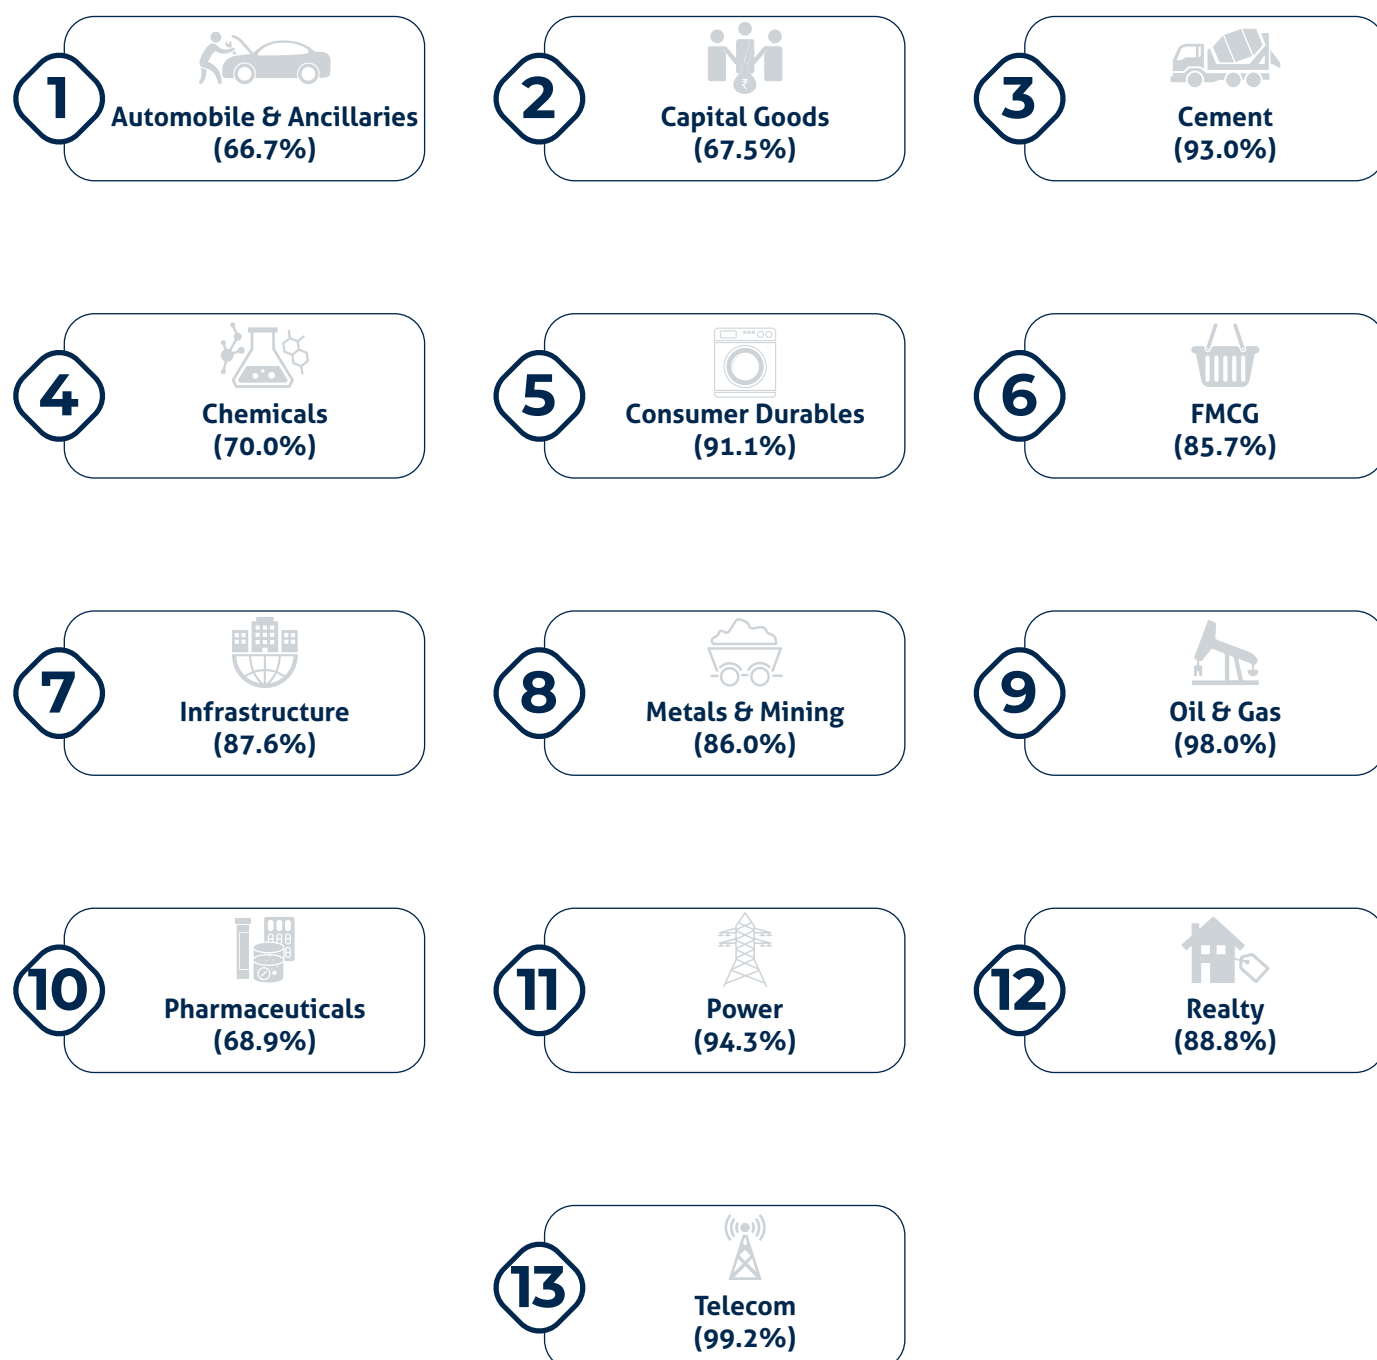 1
Automobile & Ancillaries
(66.7%)
2
Capital Goods
(67.5%)
3
Cement
(93.0%)
4
Chemicals
(70.0%)
5
Consumer Durables
(91.1%)
6
FMCG
(85.7%)
7
Infrastructure
(87.6%)
8
Metals & Mining
(86.0%)
9
Oil & Gas
(98.0%)
10
Pharmaceuticals
(68.9%)
11
Power
(94.3%)
12
Realty
(88.8%)
13
Telecom
(99.2%)